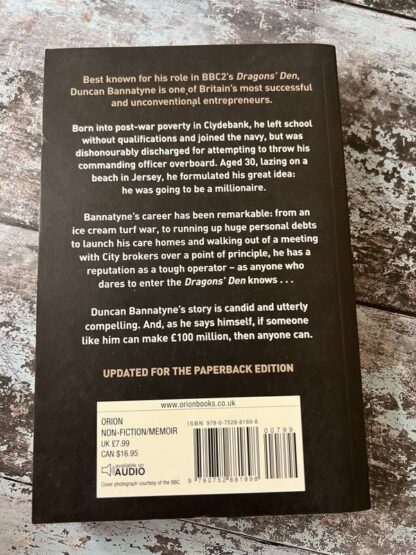 Best known for his role in BBC2's Dragons' Den,
Duncan Bannatyne is one of Britain's most successful
and unconventional entrepreneurs.
Born into post-war poverty in Clydebank, he left school
without qualifications and joined the navy, but was
dishonourably discharged for attempting to throw his
commanding officer overboard. Aged 30, lazing on a
beach in Jersey, he formulated his great idea:
he was going to be a millionaire.
Bannatyne's career has been remarkable: from an
ice cream turf war, to running up huge personal debts
to launch his care homes and walking out of a meeting
with City brokers over a point of principle, he has a
reputation as a tough operator – as anyone who
dares to enter the Dragons' Den knows . . .
Duncan Bannatyne's story is candid and utterly
compelling. And, as he says himself, if someone
like him can make £100 million, then anyone can.
UPDATED FOR THE PAPERBACK EDITION
www.orionbooks.co.uk
ORION
NON-FICTION/MEMOIR
UK £7.99
CAN $16.95
available on
AUDIO
Cover photograph courtesy of the BBC
ISBN 978-0-7528-8189-8
00799
9 780752 881898